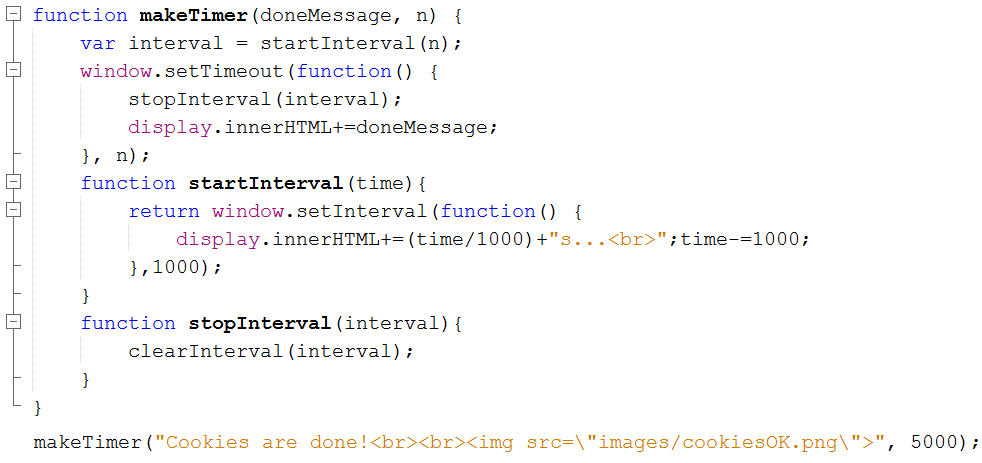 function makeTimer(doneMessage, n) {
    var interval = startInterval(n);
    window.setTimeout(function() {
        stopInterval(interval);
        display.innerHTML+=doneMessage;
    }, n);
    function startInterval(time){
        return window.setInterval(function() {
            display.innerHTML+=(time/1000)+"s...<br>";time-=1000;
        },1000);
    }
    function stopInterval(interval){
        clearInterval(interval);
    }
}
makeTimer("Cookies are done!<br><br><img src=\"images/cookiesOK.png\">", 5000);